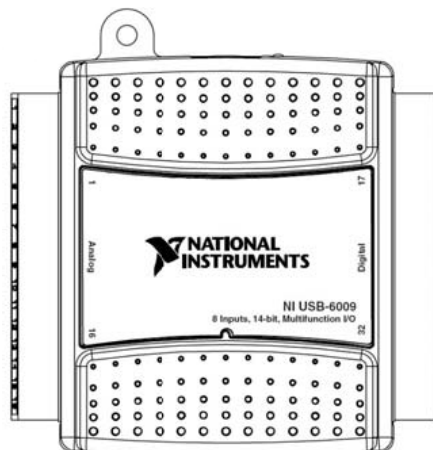 1
17
Analog
Digital
NATIONAL
INSTRUMENTS
NI USB-6009
8 Inputs, 14-bit, Multifunction I/O
16
32